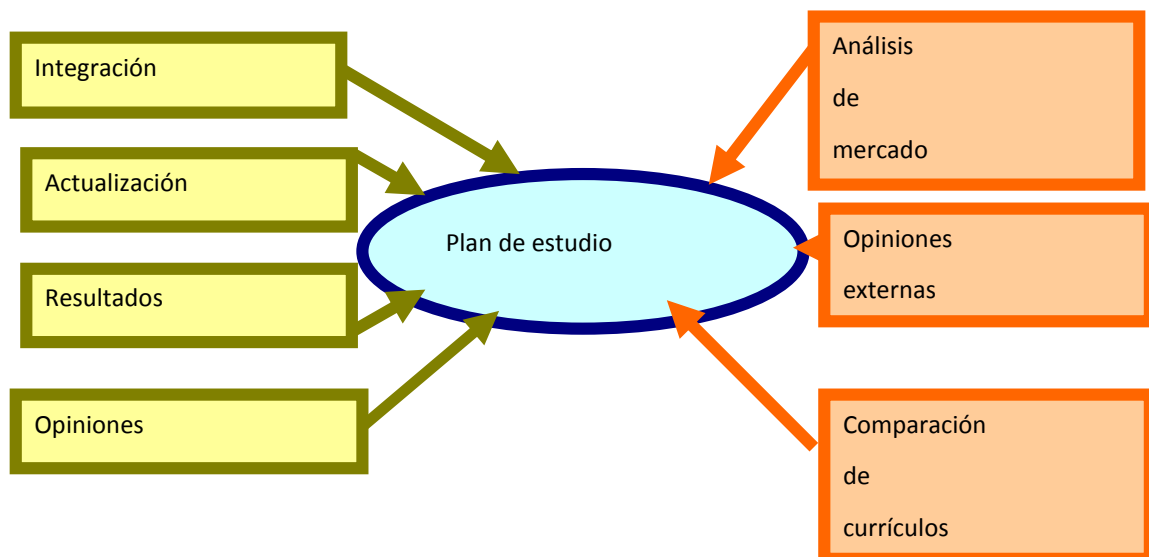 Integración
Actualización
Resultados
Opiniones
Plan de estudio
Análisis
de
mercado
Opiniones
externas
Comparación
de
currículos